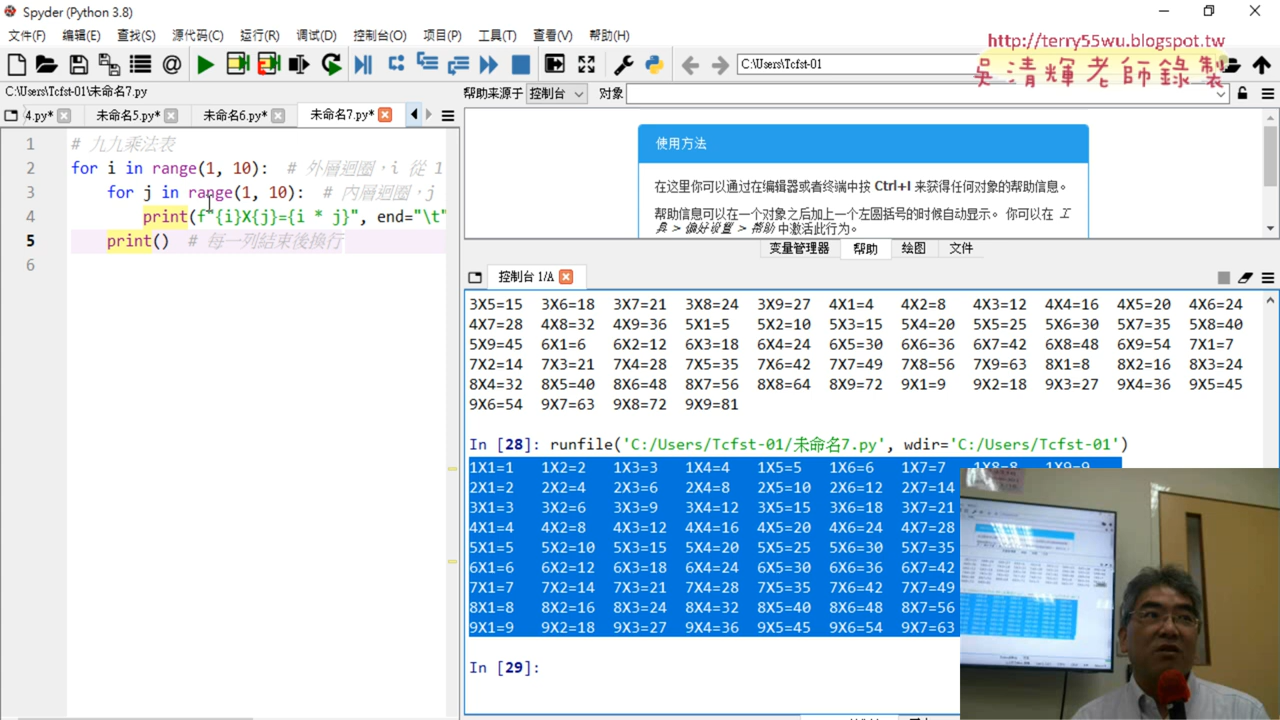 Spyder (Python 3.8)
文件(F) 编辑(E) 查找(S) 源代码(C) 运行(R) 调试(D) 控制台(O) 项目(P) 工具(T) 查看(V) 帮助(H)
http://terry55wu.blogspot.tw
吳清輝老師錄製
C:\Users\Tcfst-01
C:\Users\Tcfst-01\未命名7.py
帮助来源于 控制台 对象
4.py* 未命名5.py* 未命名6.py* 未命名7.py*
1 # 九九乘法表
2 for i in range(1, 10): # 外層迴圈，i 從 1
3 for j in range(1, 10): # 內層迴圈，j
4 print(f"{i}X{j}={i * j}", end="\t"
5 print() # 每一列結束後換行
6
使用方法
在这里你可以通过在编辑器或者终端中按 Ctrl+I 来获得任何对象的帮助信息。
帮助信息可以在一个对象之后加上一个左圆括号的时候自动显示。 你可以在 工
具 > 偏好设置 > 帮助 中激活此行为。
变量管理器 帮助 绘图 文件
控制台 1/A
3X5=15 3X6=18 3X7=21 3X8=24 3X9=27 4X1=4 4X2=8 4X3=12 4X4=16 4X5=20 4X6=24
4X7=28 4X8=32 4X9=36 5X1=5 5X2=10 5X3=15 5X4=20 5X5=25 5X6=30 5X7=35 5X8=40
5X9=45 6X1=6 6X2=12 6X3=18 6X4=24 6X5=30 6X6=36 6X7=42 6X8=48 6X9=54 7X1=7
7X2=14 7X3=21 7X4=28 7X5=35 7X6=42 7X7=49 7X8=56 7X9=63 8X1=8 8X2=16 8X3=24
8X4=32 8X5=40 8X6=48 8X7=56 8X8=64 8X9=72 9X1=9 9X2=18 9X3=27 9X4=36 9X5=45
9X6=54 9X7=63 9X8=72 9X9=81
In [28]: runfile('C:/Users/Tcfst-01/未命名7.py', wdir='C:/Users/Tcfst-01')
1X1=1 1X2=2 1X3=3 1X4=4 1X5=5 1X6=6 1X7=7 1X8=8 1X9=9
2X1=2 2X2=4 2X3=6 2X4=8 2X5=10 2X6=12 2X7=14
3X1=3 3X2=6 3X3=9 3X4=12 3X5=15 3X6=18 3X7=21
4X1=4 4X2=8 4X3=12 4X4=16 4X5=20 4X6=24 4X7=28
5X1=5 5X2=10 5X3=15 5X4=20 5X5=25 5X6=30 5X7=35
6X1=6 6X2=12 6X3=18 6X4=24 6X5=30 6X6=36 6X7=42
7X1=7 7X2=14 7X3=21 7X4=28 7X5=35 7X6=42 7X7=49
8X1=8 8X2=16 8X3=24 8X4=32 8X5=40 8X6=48 8X7=56
9X1=9 9X2=18 9X3=27 9X4=36 9X5=45 9X6=54 9X7=63
In [29]: